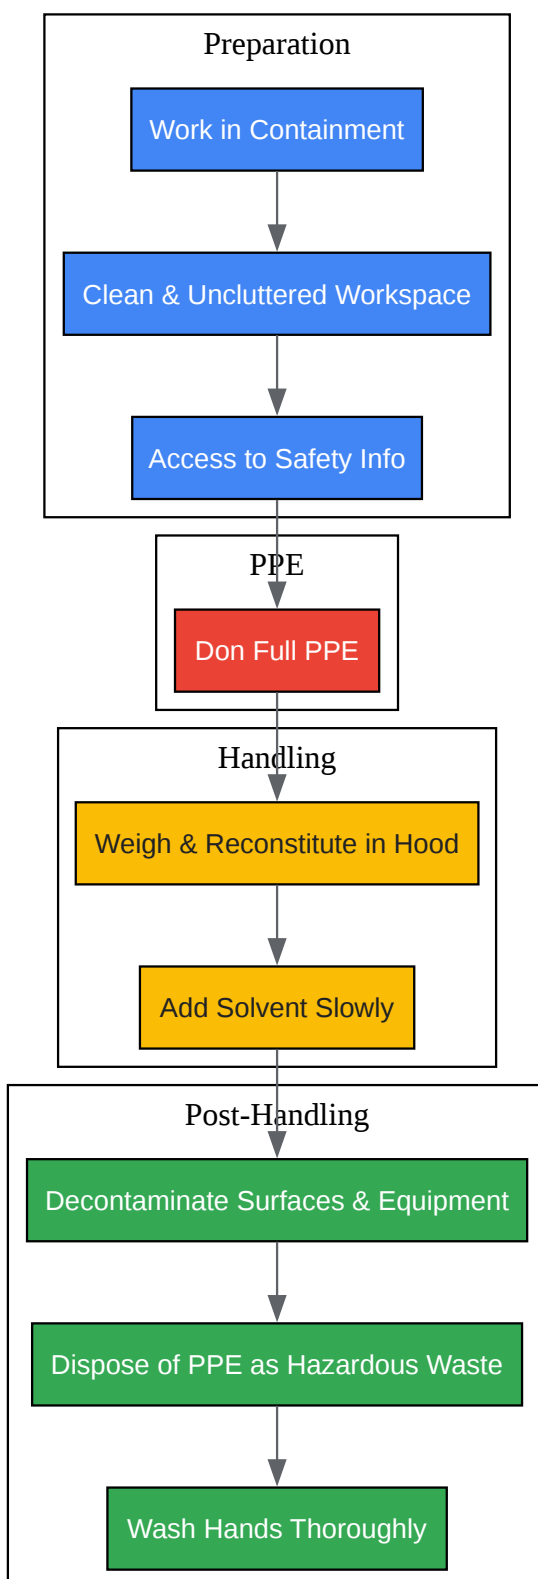 Preparation
Work in Containment
Clean & Uncluttered Workspace
Access to Safety Info
PPE
Don Full PPE
Handling
Weigh & Reconstitute in Hood
Add Solvent Slowly
Post-Handling
Decontaminate Surfaces & Equipment
Dispose of PPE as Hazardous Waste
Wash Hands Thoroughly